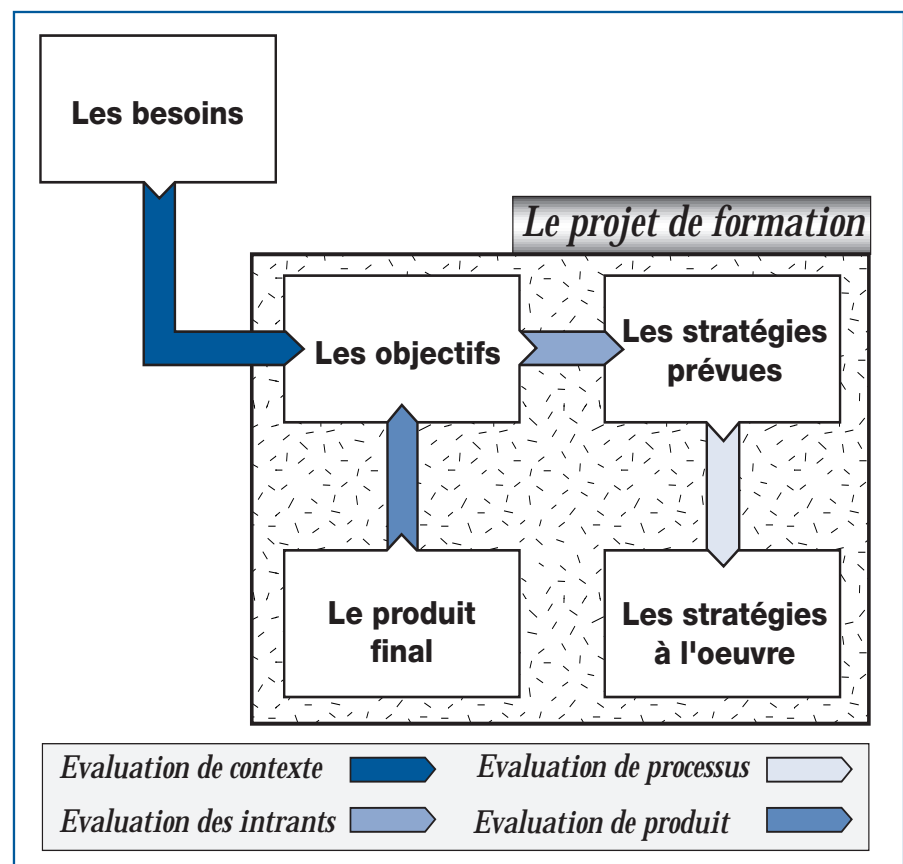 Les besoins
Le projet de formation
Les objectifs
Les stratégies
prévues
Le produit
final
Les stratégies
à l'oeuvre
Evaluation de contexte
Evaluation de processus
Evaluation des intrants
Evaluation de produit